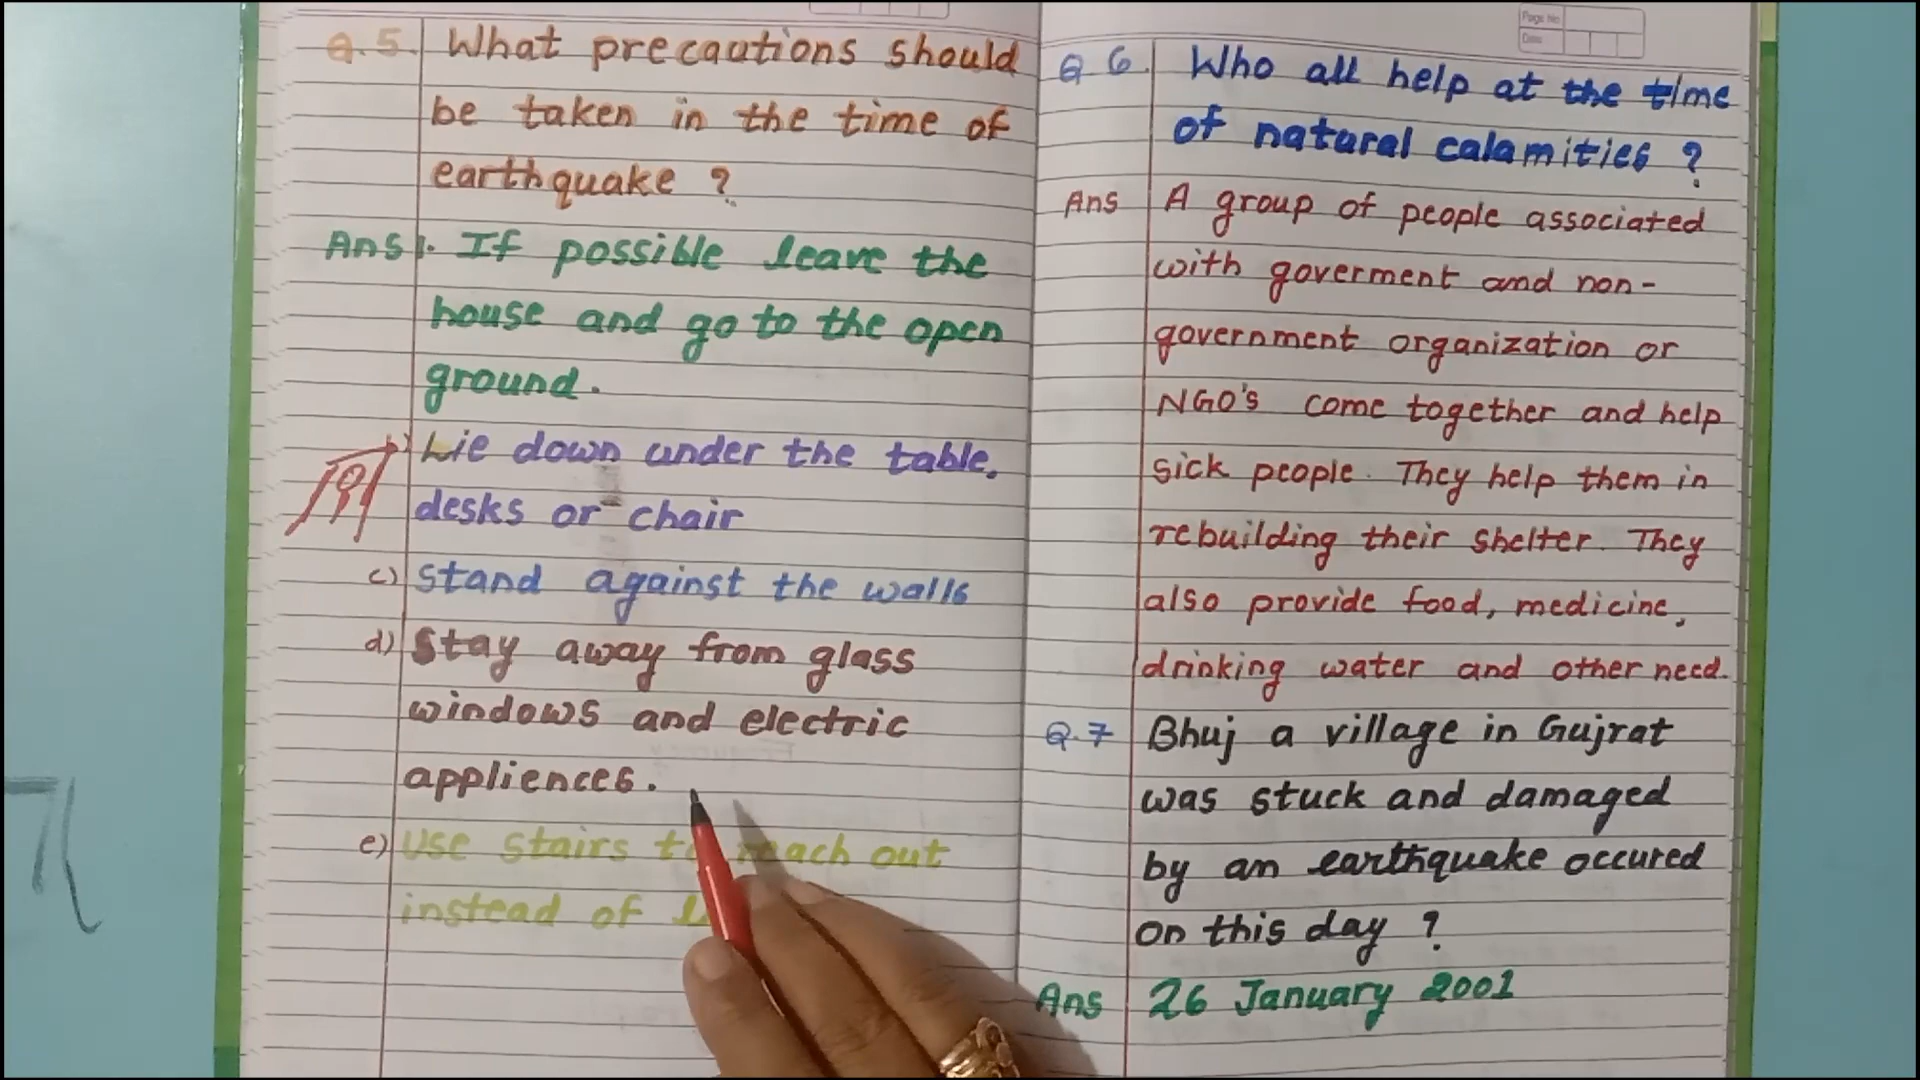 Q.5. What precautions should
be taken in the time of
earthquake ?
Ans 1. If possible leave the
house and go to the open
ground.
b) Lie down under the table,
desks or chair
c) Stand against the walls
d) Stay away from glass
windows and electric
appliences.
e) Use stairs to reach out
instead of
Page No
Date
Q 6. Who all help at the time
of natural calamities ?
Ans A group of people associated
with goverment and non-
government organization or
NGO's come together and help
sick people. They help them in
rebuilding their shelter. They
also provide food, medicine,
drinking water and other need.
Q.7 Bhuj a village in Gujrat
was stuck and damaged
by an earthquake occured
on this day ?
Ans 26 January 2001